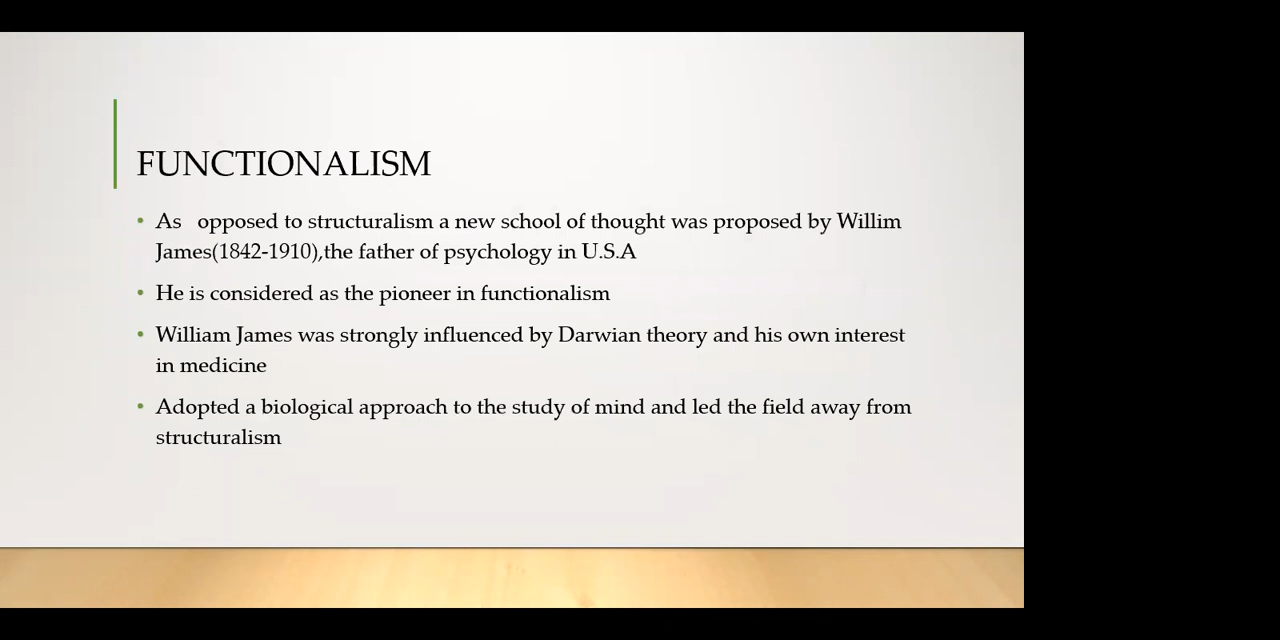 FUNCTIONALISM
• As opposed to structuralism a new school of thought was proposed by Willim
James(1842-1910),the father of psychology in U.S.A
• He is considered as the pioneer in functionalism
• William James was strongly influenced by Darwian theory and his own interest
in medicine
• Adopted a biological approach to the study of mind and led the field away from
structuralism